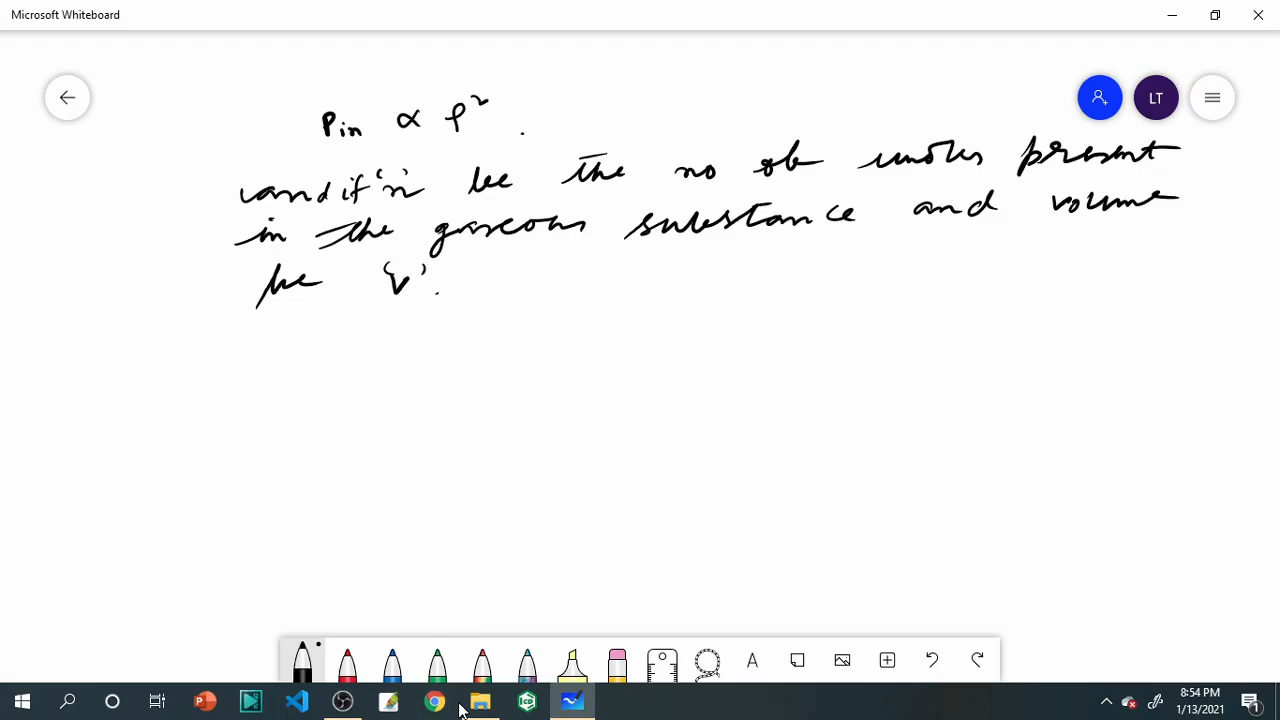 Microsoft Whiteboard
LT
Pin ∝ ρ² .
and if 'n' be the no of moles present
in the gaseous substance and volume
be 'V'.
A
8:54 PM
1/13/2021